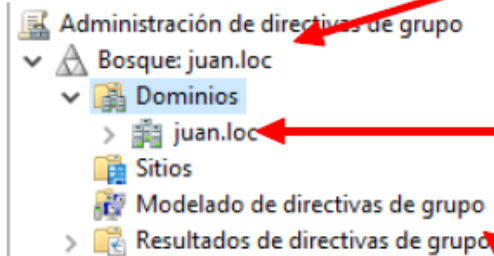 Administración de directivas de grupo
Bosque: juan.loc
Dominios
juan.loc
Sitios
Modelado de directivas de grupo
Resultados de directivas de grupo